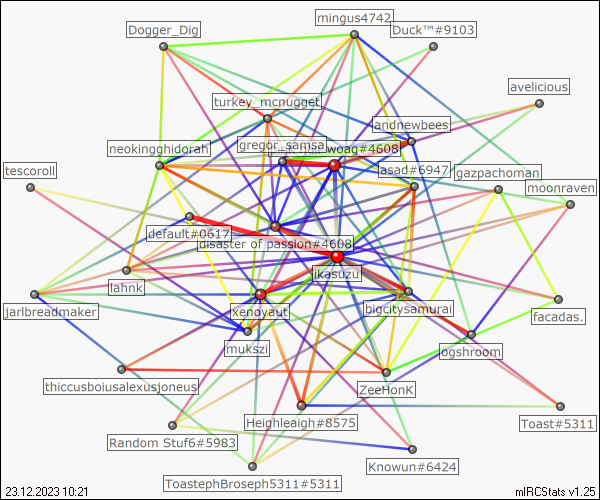 mingus4742
Dogger_Dig
Duck™#9103
avelicious
turkey_mcnugget
andnewbees
gregor_samsa
woag#4608
neokingghidorah
tescoroll
asad#6947
gazpachoman
moonraven
default#0617
disaster of passion#4608
lahnk
jkasuzu
jarlbreadmaker
xenoyaut
bigcitysamurai
facadas.
mukszi
ogshroom
thiccusboiusalexusjoneus
ZeeHonK
Heighleaigh#8575
Toast#5311
Random Stuf6#5983
Knowun#6424
ToastephBroseph5311#5311
23.12.2023 10:21
mIRCStats v1.25